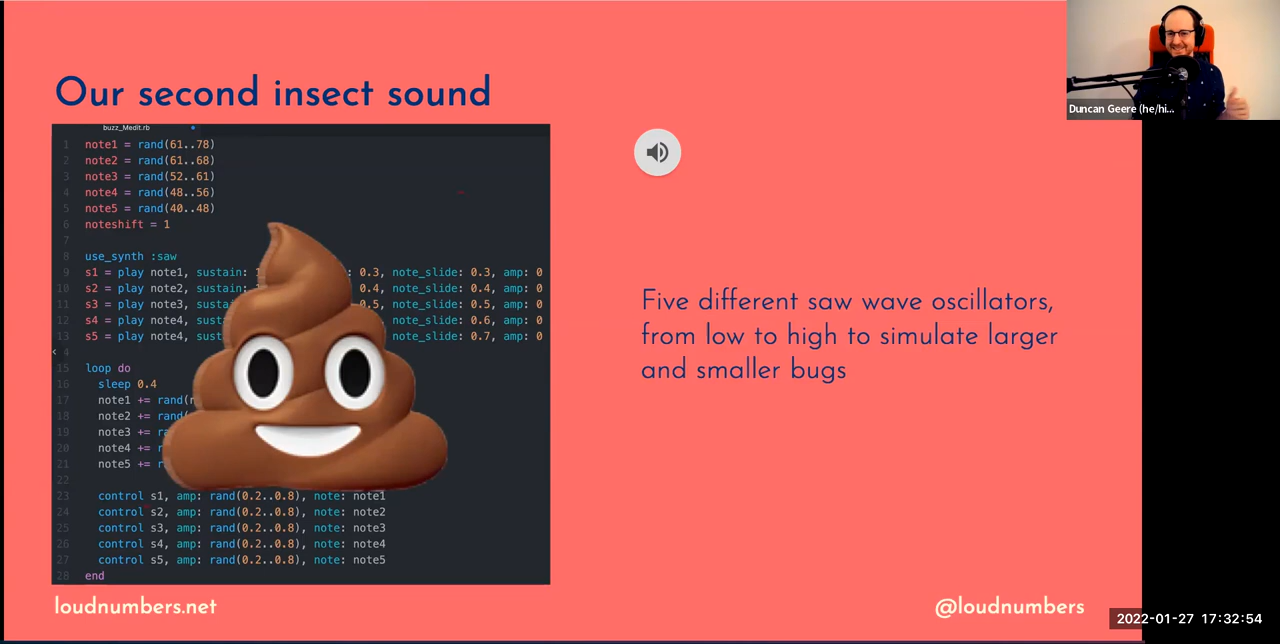 Our second insect sound
Duncan Geere (he/hi...
buzz_Medit.rb
1 note1 = rand(61..78)
2 note2 = rand(61..68)
3 note3 = rand(52..61)
4 note4 = rand(48..56)
5 note5 = rand(40..48)
6 noteshift = 1
7
8 use_synth :saw
9 s1 = play note1, sustain: : 0.3, note_slide: 0.3, amp: 0
10 s2 = play note2, sustain: 0.4, note_slide: 0.4, amp: 0
11 s3 = play note3, sustai 0.5, note_slide: 0.5, amp: 0
12 s4 = play note4, sust note_slide: 0.6, amp: 0
13 s5 = play note4, sust note_slide: 0.7, amp: 0
4
15 loop do
16 sleep 0.4
17 note1 += rand(n
18 note2 += rand(
19 note3 += ra
20 note4 += r
21 note5 += r
22
23 control s1, amp: rand(0.2..0.8), note: note1
24 control s2, amp: rand(0.2..0.8), note: note2
25 control s3, amp: rand(0.2..0.8), note: note3
26 control s4, amp: rand(0.2..0.8), note: note4
27 control s5, amp: rand(0.2..0.8), note: note5
28 end
Five different saw wave oscillators,
from low to high to simulate larger
and smaller bugs
loudnumbers.net
@loudnumbers
2022-01-27 17:32:54